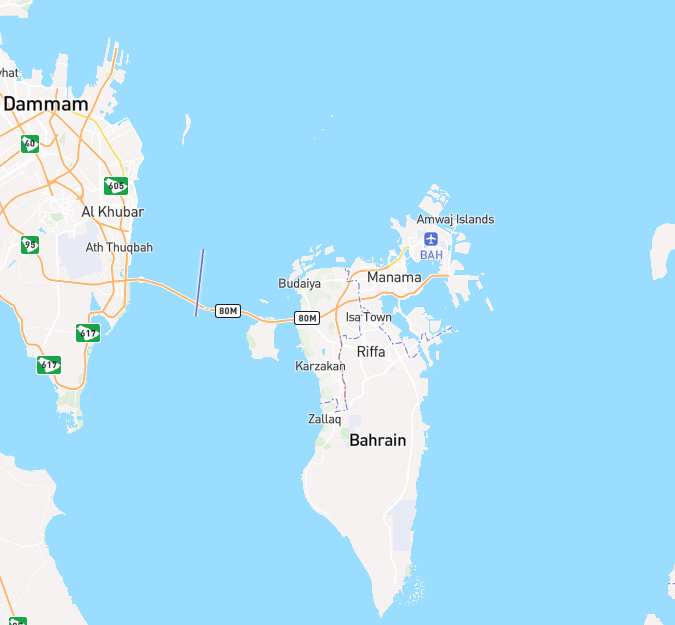 Dammam
40
605
Al Khubar
Amwaj Islands
95
Ath Thuqbah
BAH
Budaiya
Manama
80M
80M
Isa Town
617
Riffa
617
Karzakan
Zallaq
Bahrain